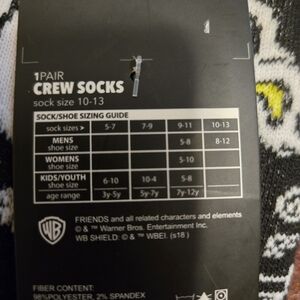 1PAIR
CREW SOCKS
sock size 10-13
SOCK/SHOE SIZING GUIDE
sock sizes > 5-7 7-9 9-11 10-13
MENS shoe size 5-8 8-12
WOMENS shoe size 5-10
KIDS/YOUTH shoe size 6-10 10-4 5-8
age range 3y-5y 5y-7y 7y-12y
WB
FRIENDS and all related characters and elements
© & ™ Warner Bros. Entertainment Inc.
WB SHIELD: © & ™ WBEI. (s18)
FIBER CONTENT:
98%POLYESTER, 2% SPANDEX